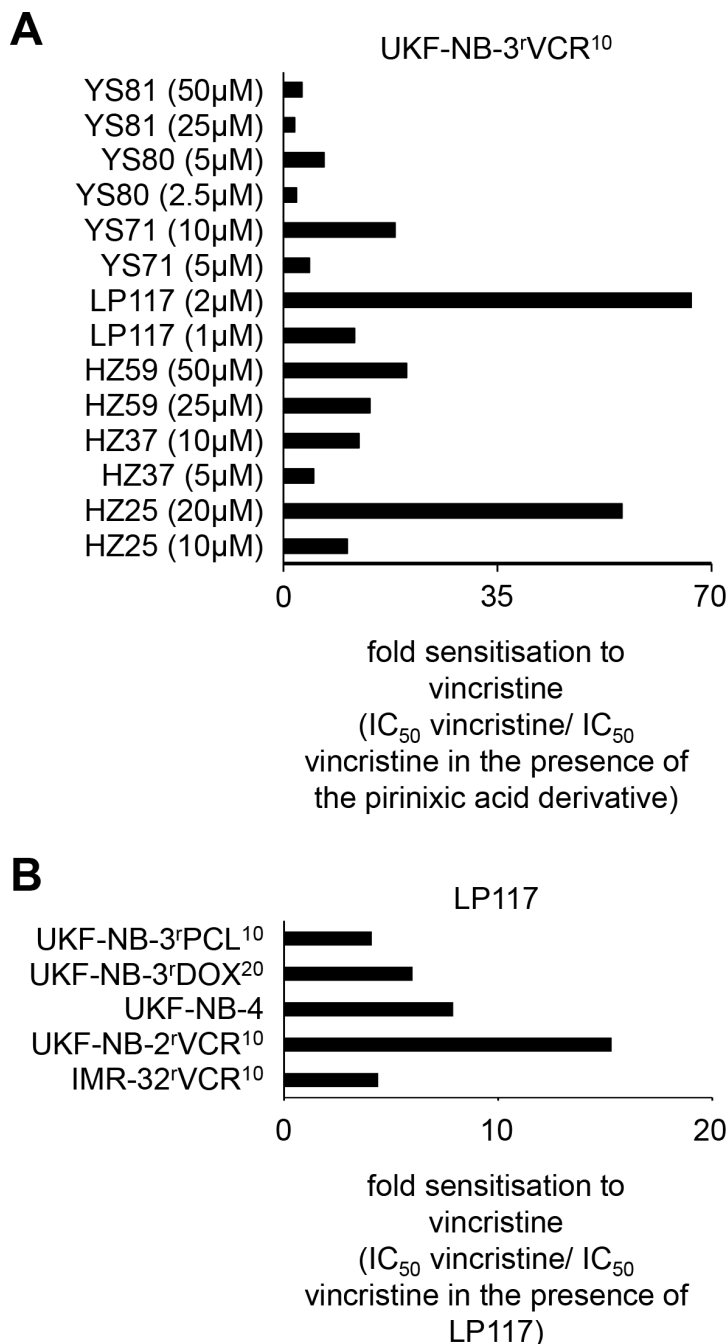 A
UKF-NB-3ʳVCR¹⁰
YS81 (50µM)
YS81 (25µM)
YS80 (5µM)
YS80 (2.5µM)
YS71 (10µM)
YS71 (5µM)
LP117 (2µM)
LP117 (1µM)
HZ59 (50µM)
HZ59 (25µM)
HZ37 (10µM)
HZ37 (5µM)
HZ25 (20µM)
HZ25 (10µM)
0 35 70
fold sensitisation to
vincristine
(IC₅₀ vincristine/ IC₅₀
vincristine in the presence of
the pirinixic acid derivative)
B
LP117
UKF-NB-3ʳPCL¹⁰
UKF-NB-3ʳDOX²⁰
UKF-NB-4
UKF-NB-2ʳVCR¹⁰
IMR-32ʳVCR¹⁰
0 10 20
fold sensitisation to
vincristine
(IC₅₀ vincristine/ IC₅₀
vincristine in the presence of
LP117)